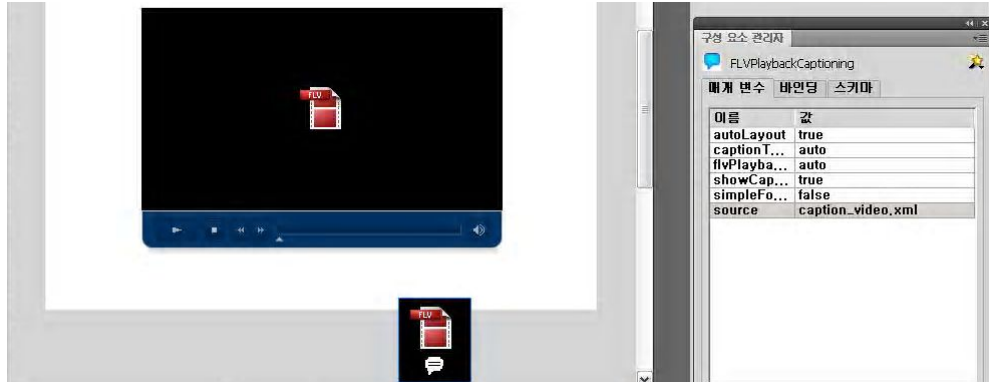 FLV
FLV
구성 요소 관리자
FLVPlaybackCaptioning
매개 변수 바인딩 스키마
이름 값
autoLayout true
captionT... auto
flvPlayba... auto
showCap... true
simpleFo... false
source caption_video.xml